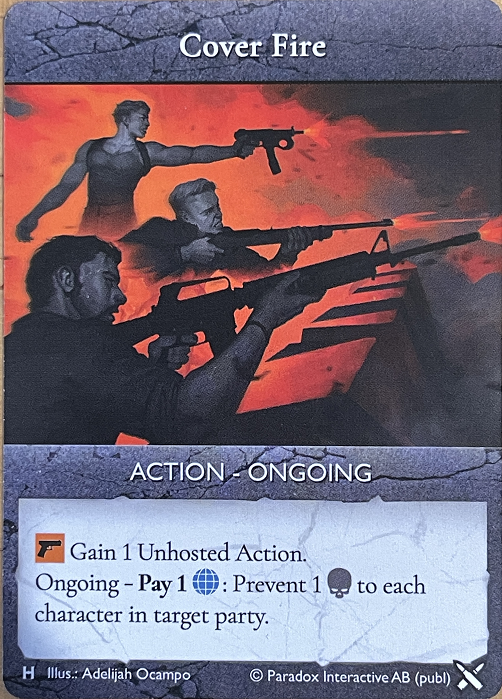 Cover Fire
ACTION - ONGOING
Gain 1 Unhosted Action.
Ongoing - Pay 1 : Prevent 1 to each
character in target party.
H Illus.: Adelijah Ocampo © Paradox Interactive AB (publ)